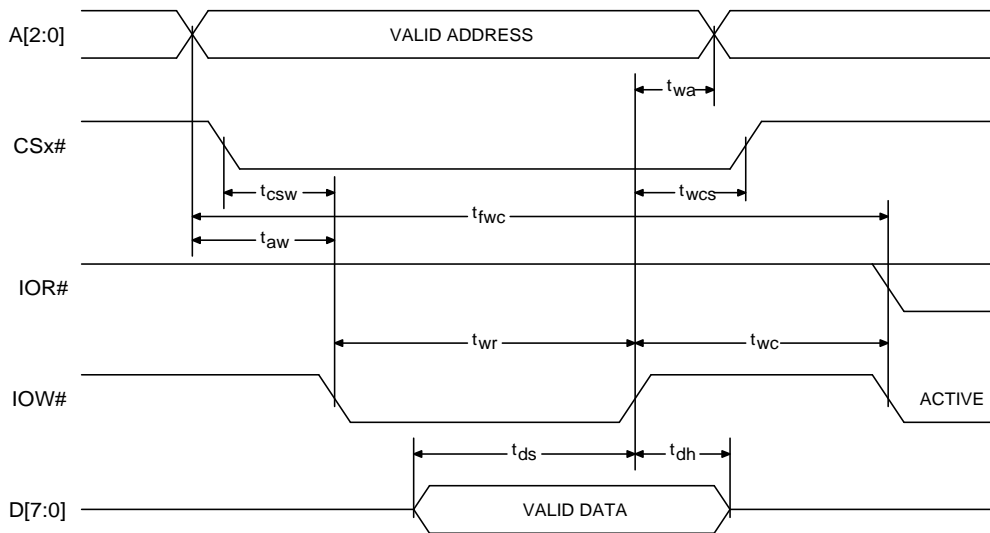 A[2:0] VALID ADDRESS
twa
CSx#
tcsw twcs
tfwc
taw
IOR#
twr twc
IOW# ACTIVE
tds tdh
D[7:0] VALID DATA